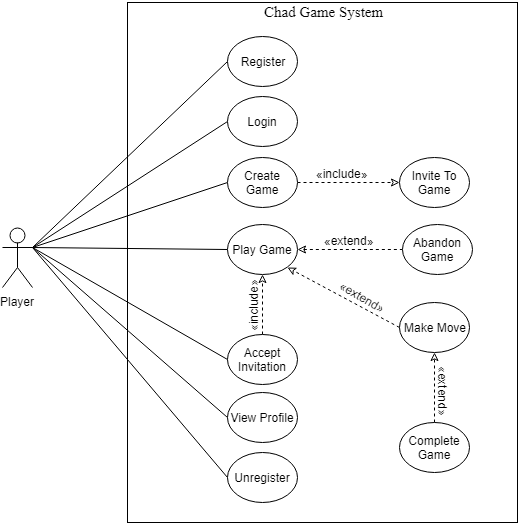 Chad Game System
Register
Login
Create
Game
«include»
Invite To
Game
Play Game
«extend»
Abandon
Game
Player
«include»
«extend»
Make Move
Accept
Invitation
«extend»
View Profile
Complete
Game
Unregister